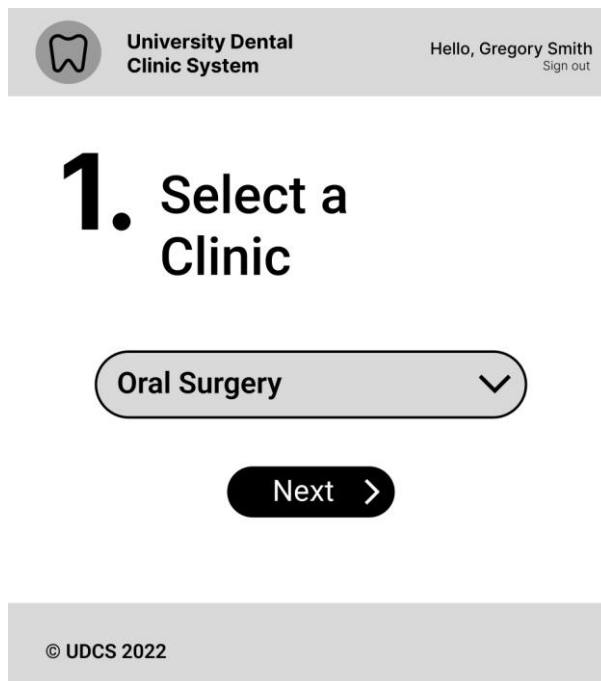 University Dental
Clinic System
Hello, Gregory Smith
Sign out
1. Select a
Clinic
Oral Surgery
Next
© UDCS 2022